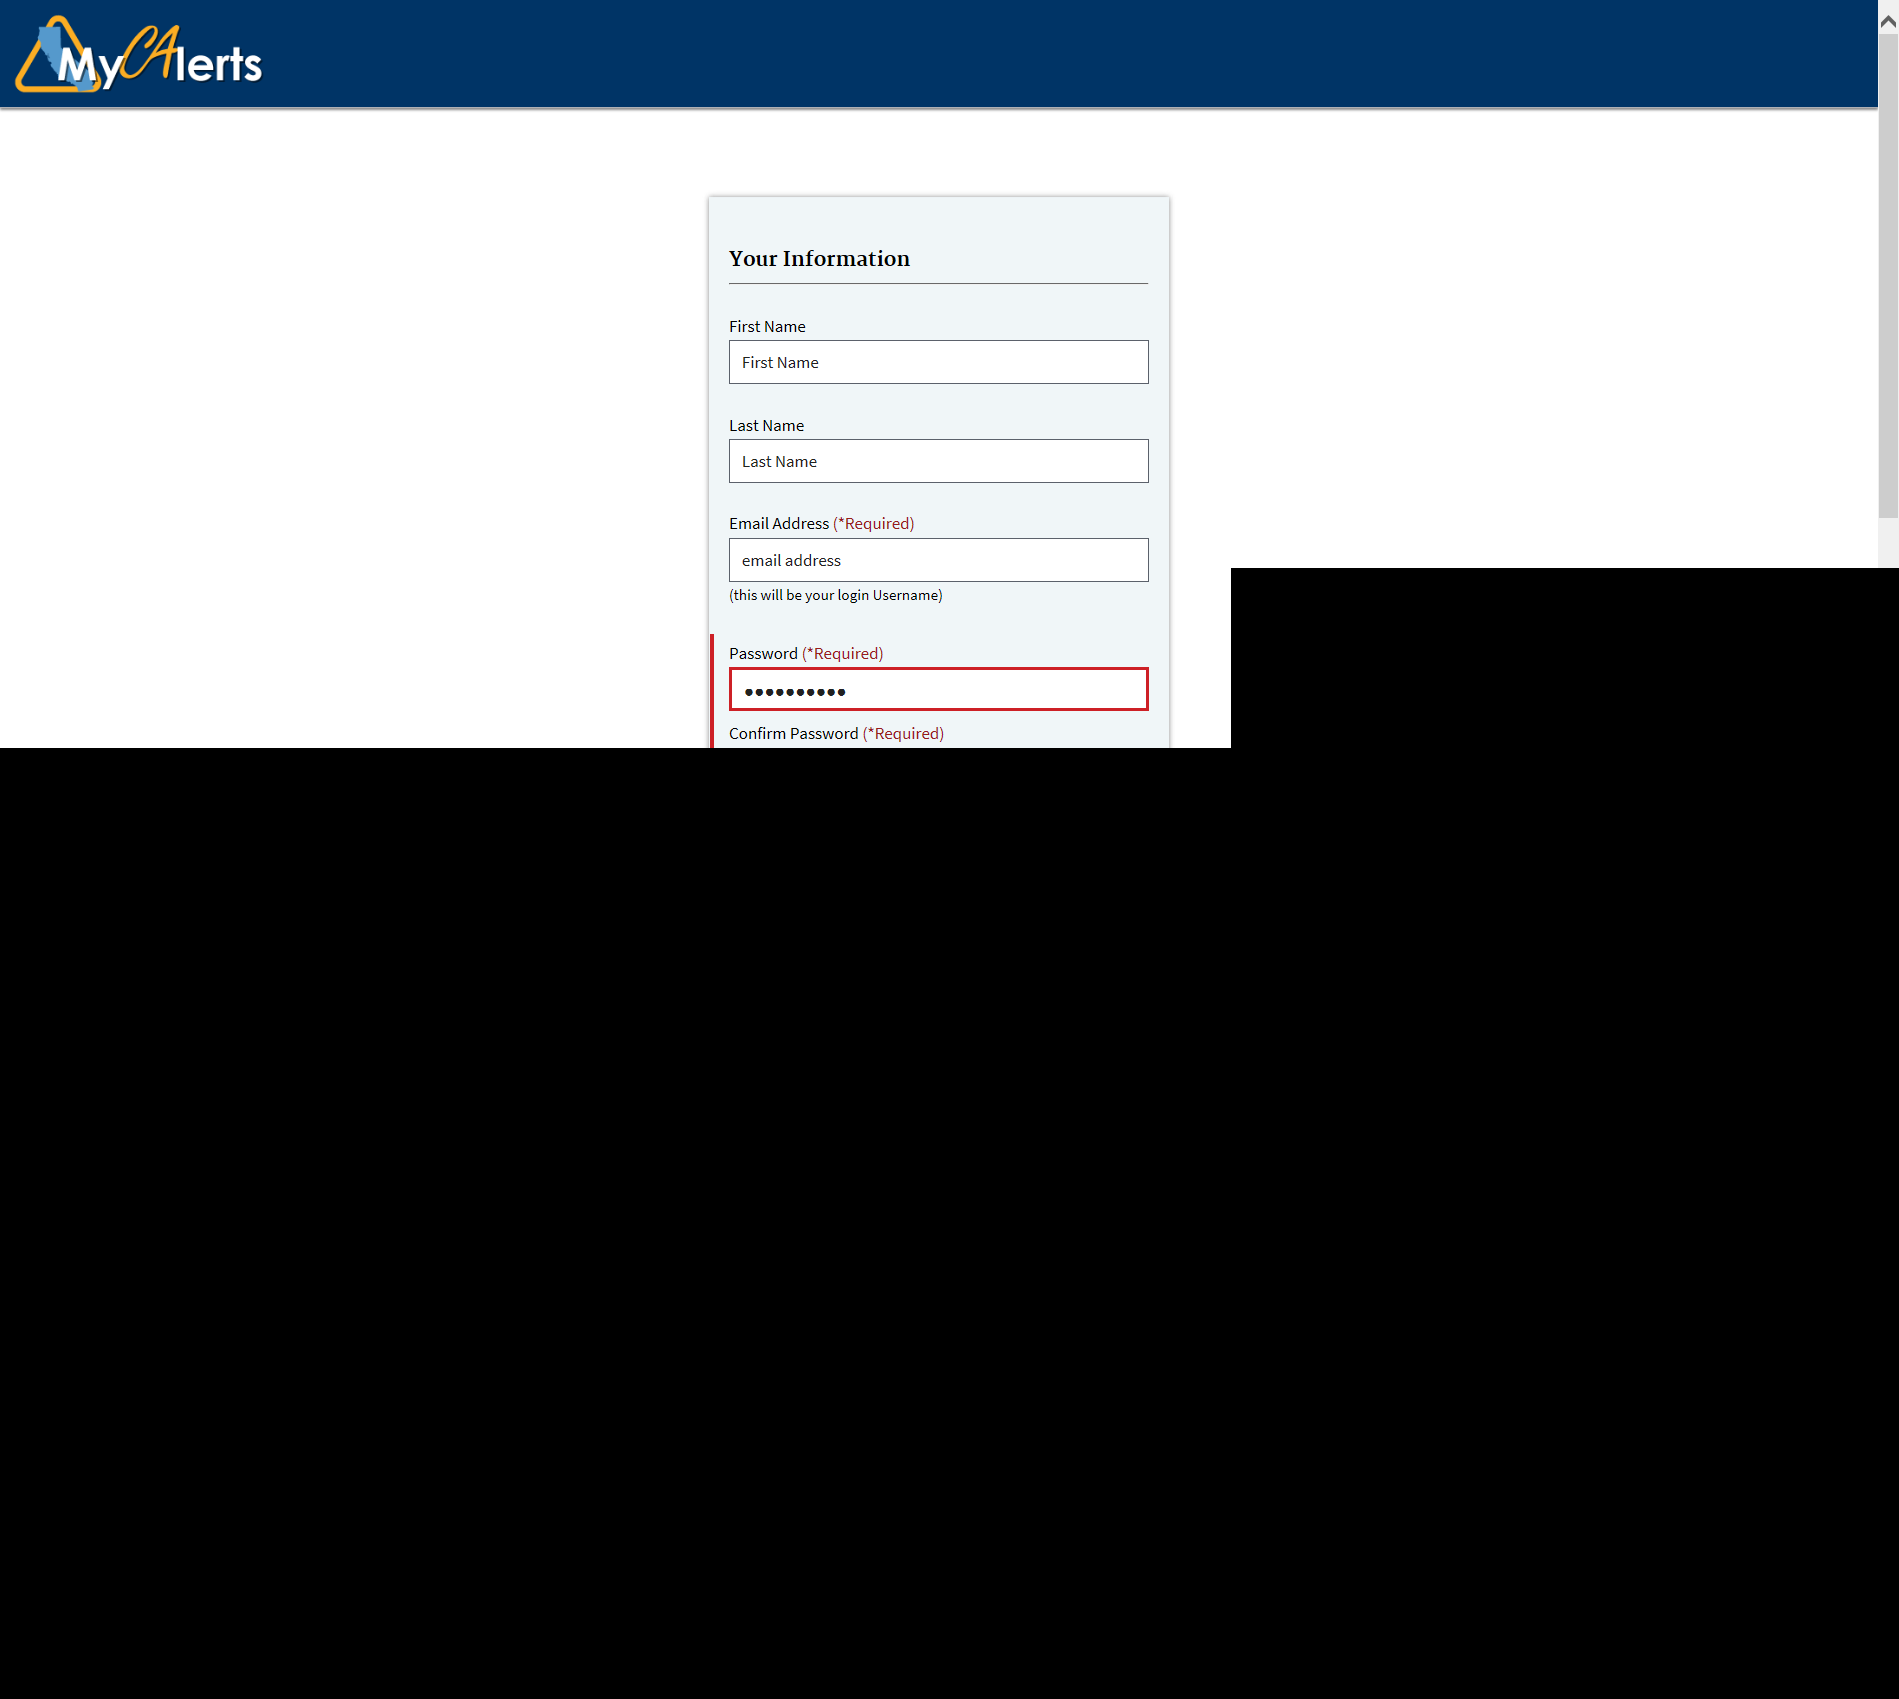 MyCAlerts
Your Information
First Name
First Name
Last Name
Last Name
Email Address (*Required)
email address
(this will be your login Username)
Password (*Required)
••••••••••
Confirm Password (*Required)